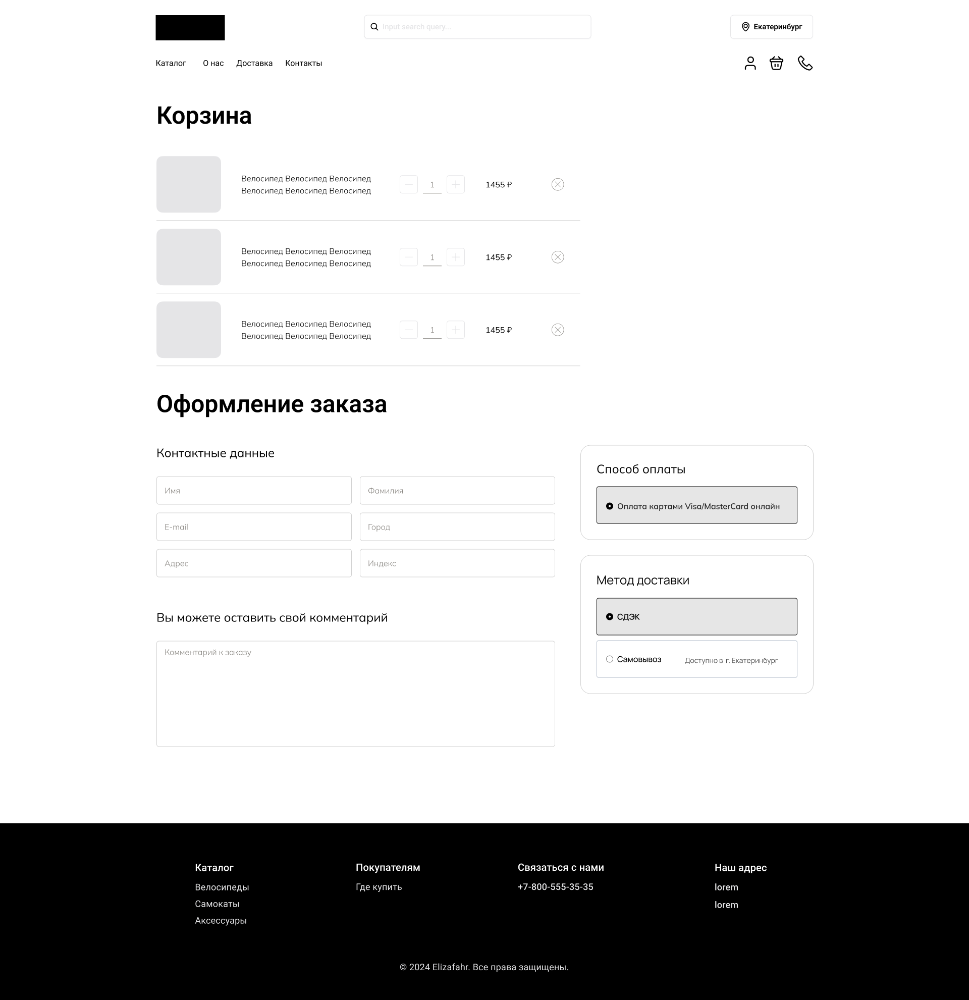 Input search query...
Екатеринбург
Каталог О нас Доставка Контакты
Корзина
Велосипед Велосипед Велосипед
Велосипед Велосипед Велосипед
1
1455 ₽
Велосипед Велосипед Велосипед
Велосипед Велосипед Велосипед
1
1455 ₽
Велосипед Велосипед Велосипед
Велосипед Велосипед Велосипед
1
1455 ₽
Оформление заказа
Контактные данные
Имя
Фамилия
E-mail
Город
Адрес
Индекс
Вы можете оставить свой комментарий
Комментарий к заказу
Способ оплаты
Оплата картами Visa/MasterCard онлайн
Метод доставки
СДЭК
Самовывоз
Доступно в г. Екатеринбург
Каталог
Велосипеды
Самокаты
Аксессуары
Покупателям
Где купить
Связаться с нами
+7-800-555-35-35
Наш адрес
lorem
lorem
© 2024 Elizafahr. Все права защищены.